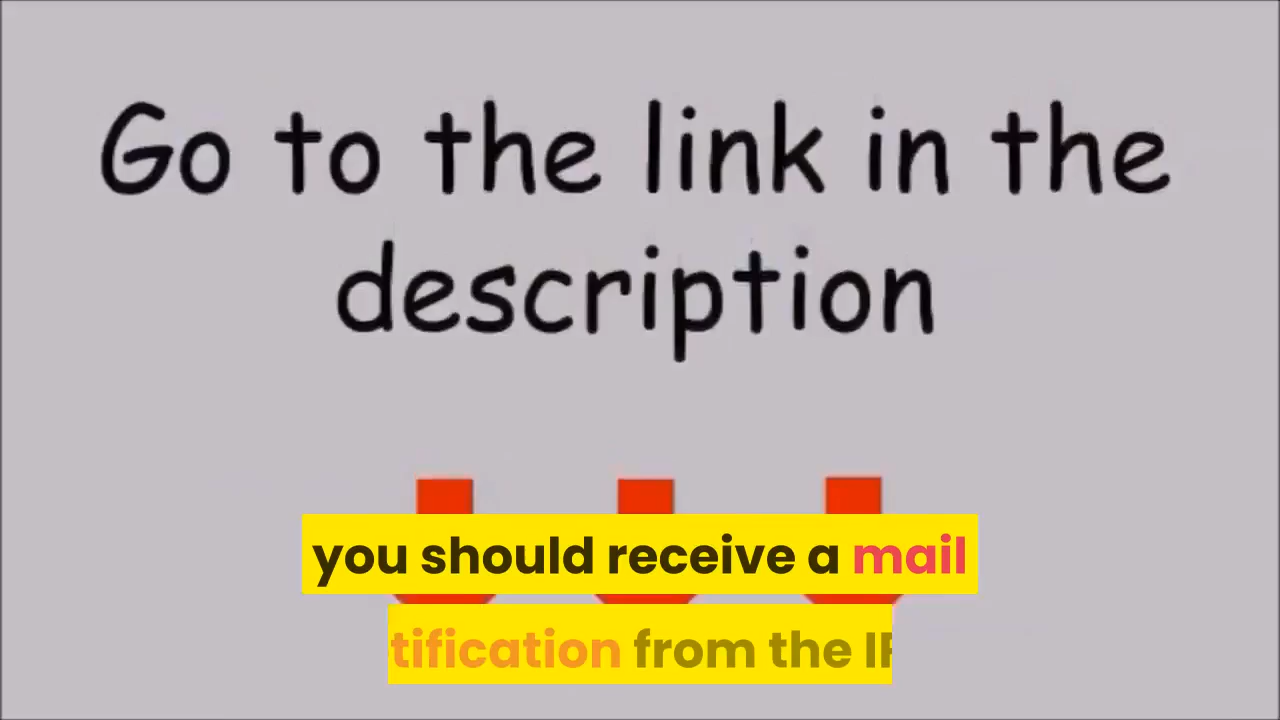 Go to the link in the
description
you should receive a mail
tification from the